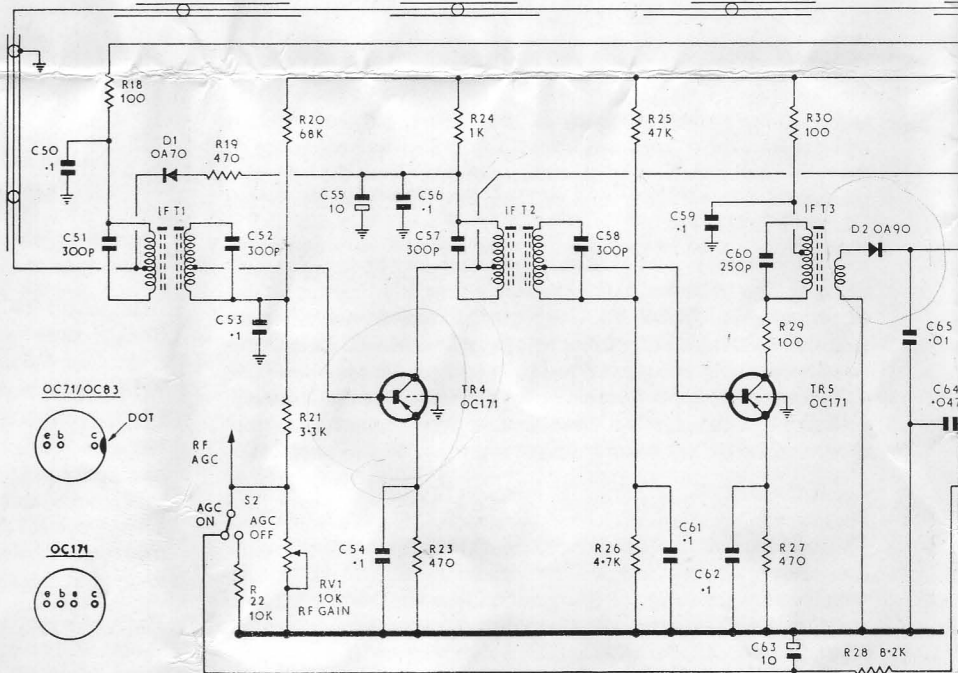 R18
100
C50
·1
D1
OA70
R19
470
R20
68K
C55
10
C56
·1
R24
1K
R25
47K
R30
100
C59
·1
IFT1
C51
300p
C52
300p
C53
·1
IFT2
C57
300p
C58
300p
IFT3
C60
250p
D2 OA90
R29
100
C65
·01
C64
·047
OC71/OC83
DOT
e b c
R21
3·3K
TR4
OC171
TR5
OC171
RF
AGC
S2
AGC
ON
AGC
OFF
OC171
e b s c
R
22
10K
RV1
10K
RF GAIN
C54
·1
R23
470
R26
4·7K
C61
·1
C62
·1
R27
470
C63
10
R28 8·2K